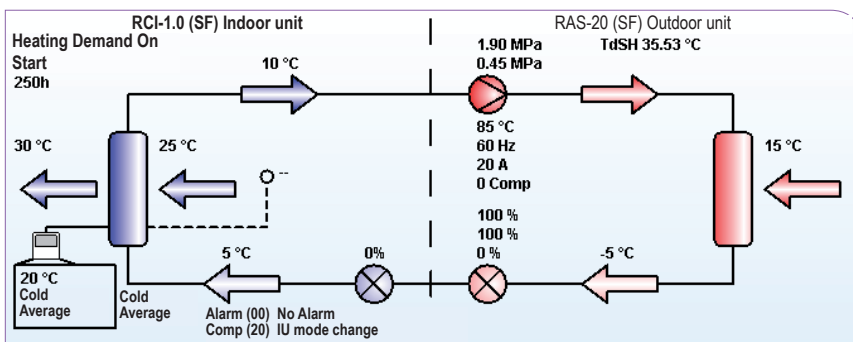 RCI-1.0 (SF) Indoor unit
RAS-20 (SF) Outdoor unit
Heating Demand On
Start
250h
10 °C
1.90 MPa
0.45 MPa
TdSH 35.53 °C
30 °C
25 °C
85 °C
60 Hz
20 A
0 Comp
15 °C
--
100 %
100 %
0 %
5 °C
0%
-5 °C
20 °C
Cold
Average
Cold
Average
Alarm (00) No Alarm
Comp (20) IU mode change